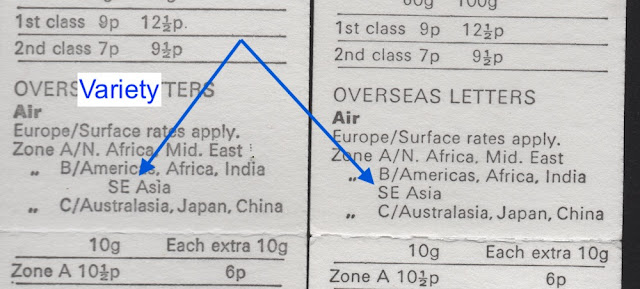 1st class 9p 12½p.
2nd class 7p 9½p
OVERS Variety TTERS
Air
Europe/Surface rates apply.
Zone A/N. Africa, Mid. East
„ B/Americas, Africa, India
SE Asia
„ C/Australasia, Japan, China
10g Each extra 10g
Zone A 10½p 6p
60g 100g
1st class 9p 12½p
2nd class 7p 9½p
OVERSEAS LETTERS
Air
Europe/Surface rates apply.
Zone A/N. Africa, Mid. East
„ B/Americas, Africa, India
SE Asia
„ C/Australasia, Japan, China
10g Each extra 10g
Zone A 10½p 6p